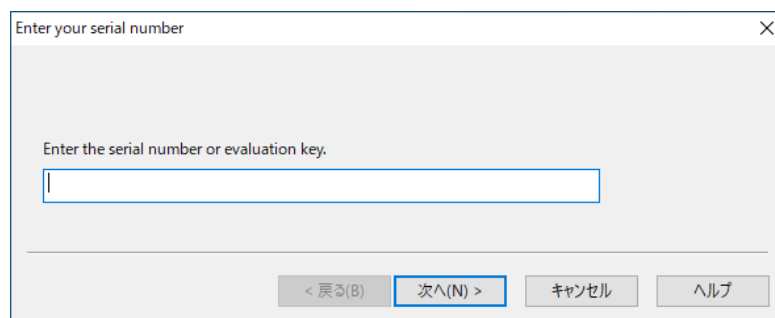 Enter your serial number
Enter the serial number or evaluation key.
< 戻る(B) 次へ(N) > キャンセル ヘルプ